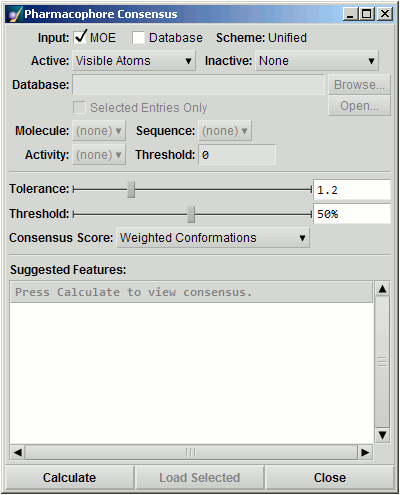 Pharmacophore Consensus
Input: MOE Database Scheme: Unified
Active: Visible Atoms Inactive: None
Database: Browse...
Selected Entries Only Open...
Molecule: (none) Sequence: (none)
Activity: (none) Threshold: 0
Tolerance: 1.2
Threshold: 50%
Consensus Score: Weighted Conformations
Suggested Features:
Press Calculate to view consensus.
Calculate Load Selected Close